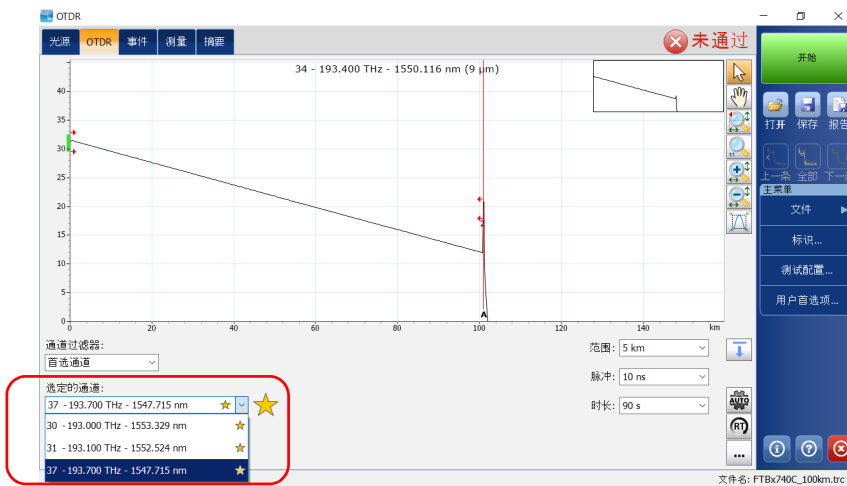 OTDR
光源 OTDR 事件 测量 摘要
未通过
34 - 193.400 THz - 1550.116 nm (9 µm)
开始
40
35
30
25
20
15
10
5
0
2
A
0 20 40 60 80 100 120 140 km
打开 保存 报告
上一条 全部 下一条
主菜单
文件
标识...
测试配置...
用户首选项...
通道过滤器:
首选通道
选定的通道:
37 - 193.700 THz - 1547.715 nm
30 - 193.000 THz - 1553.329 nm
31 - 193.100 THz - 1552.524 nm
37 - 193.700 THz - 1547.715 nm
范围: 5 km
脉冲: 10 ns
时长: 90 s
AUTO
RT
...
文件名: FTBx740C_100km.trc